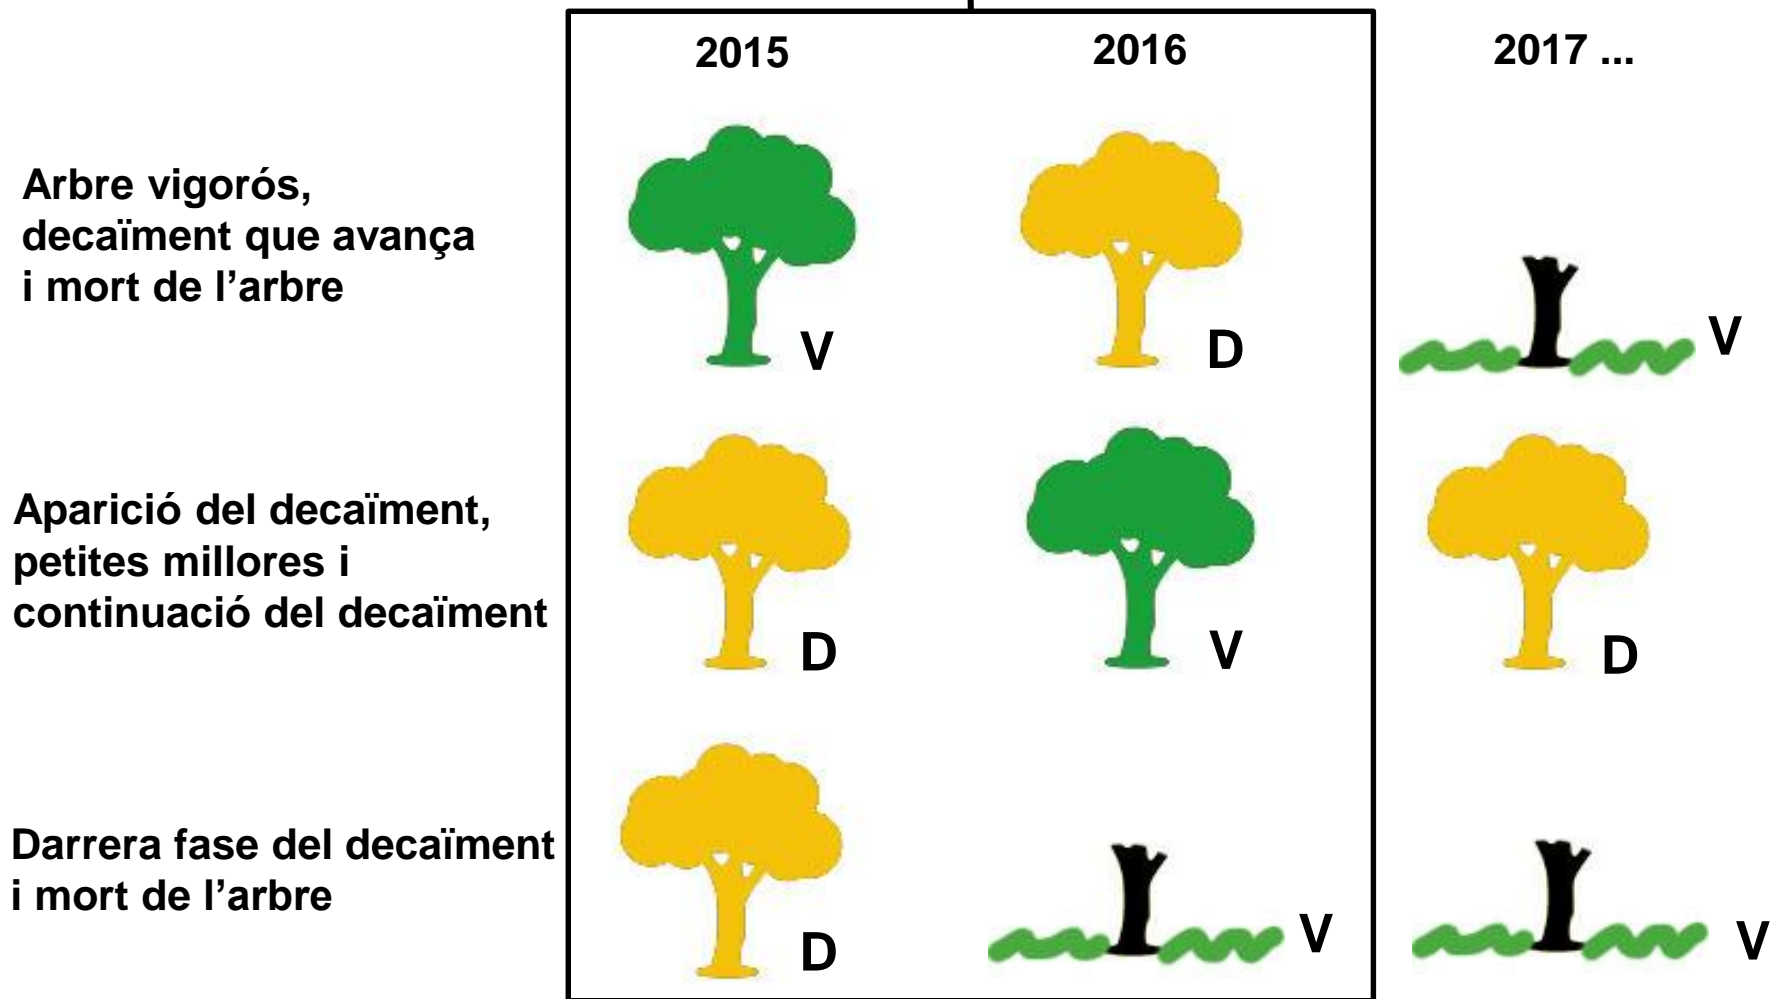 2015 2016 2017 ...
Arbre vigorós,
decaïment que avança
i mort de l’arbre
V D V
Aparició del decaïment,
petites millores i
continuació del decaïment
D V D
Darrera fase del decaïment
i mort de l’arbre
D V V